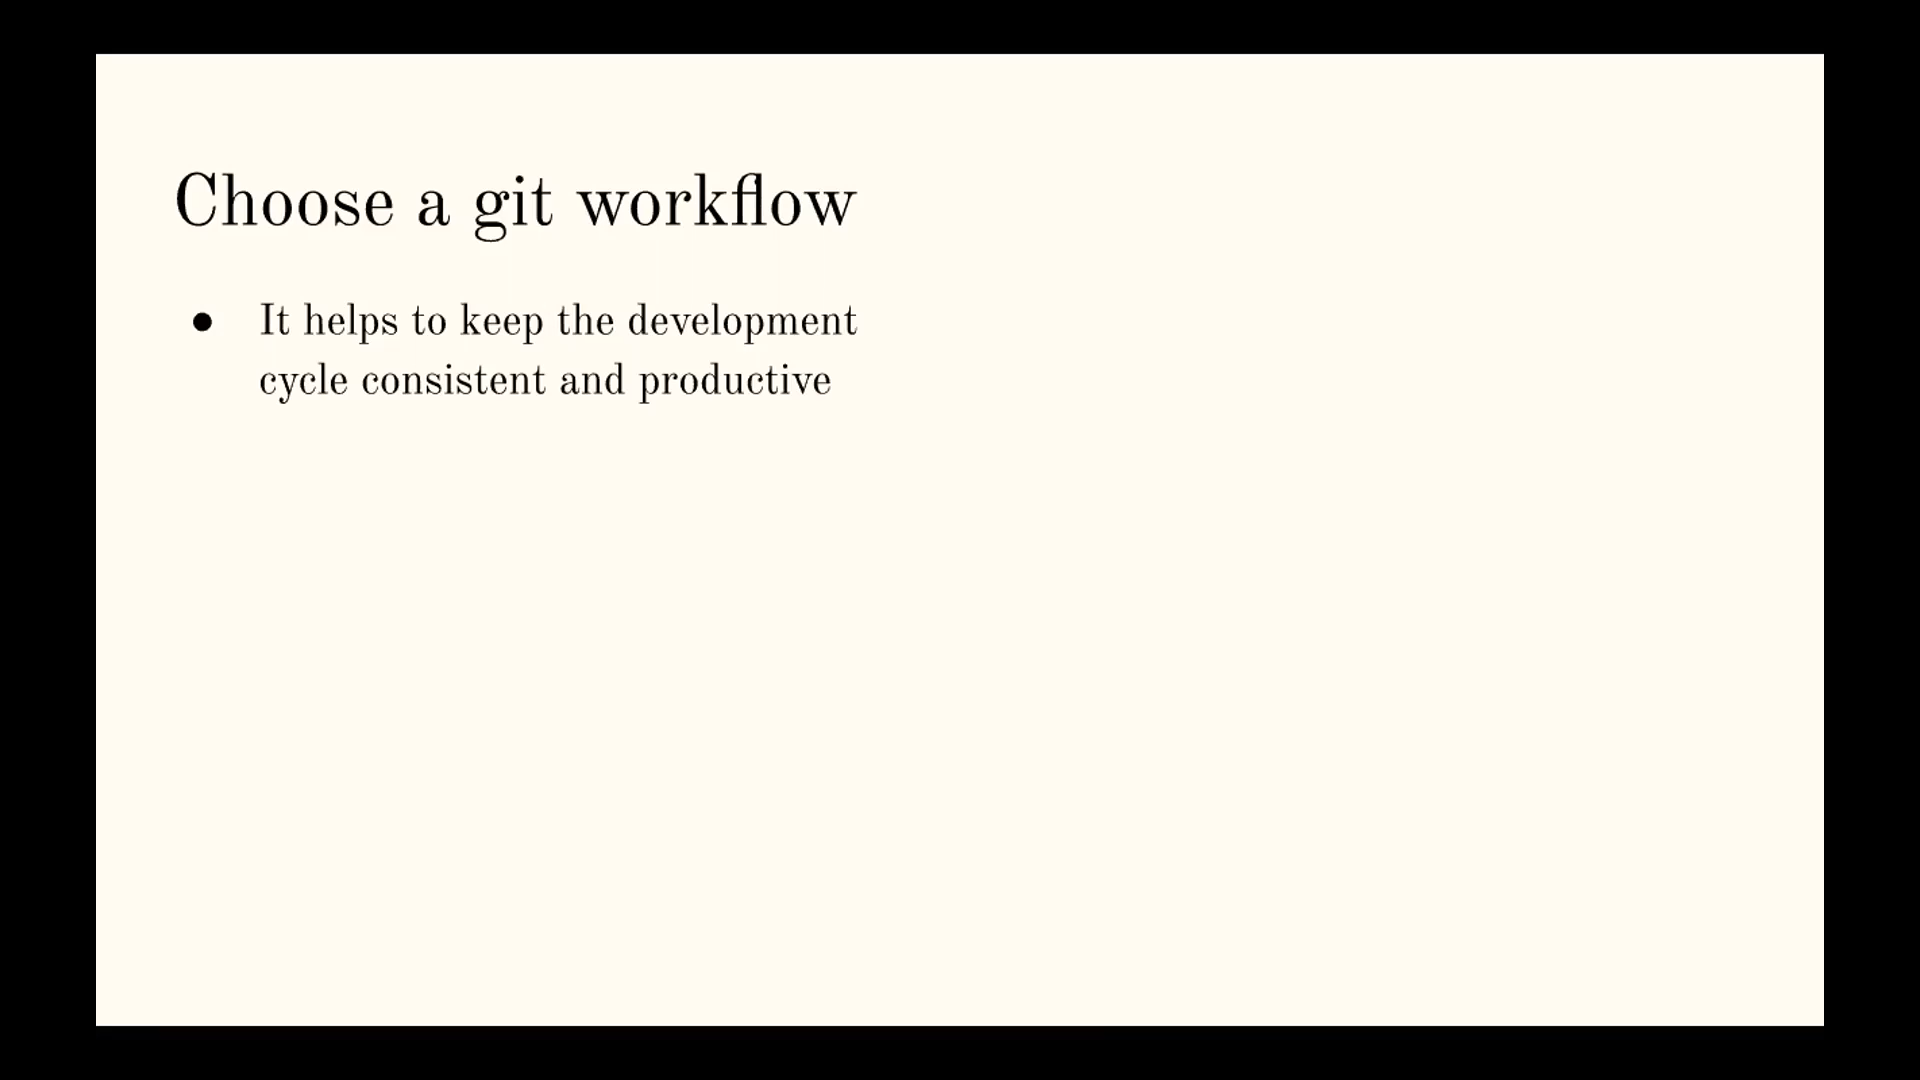 Choose a git workflow
● It helps to keep the development
cycle consistent and productive